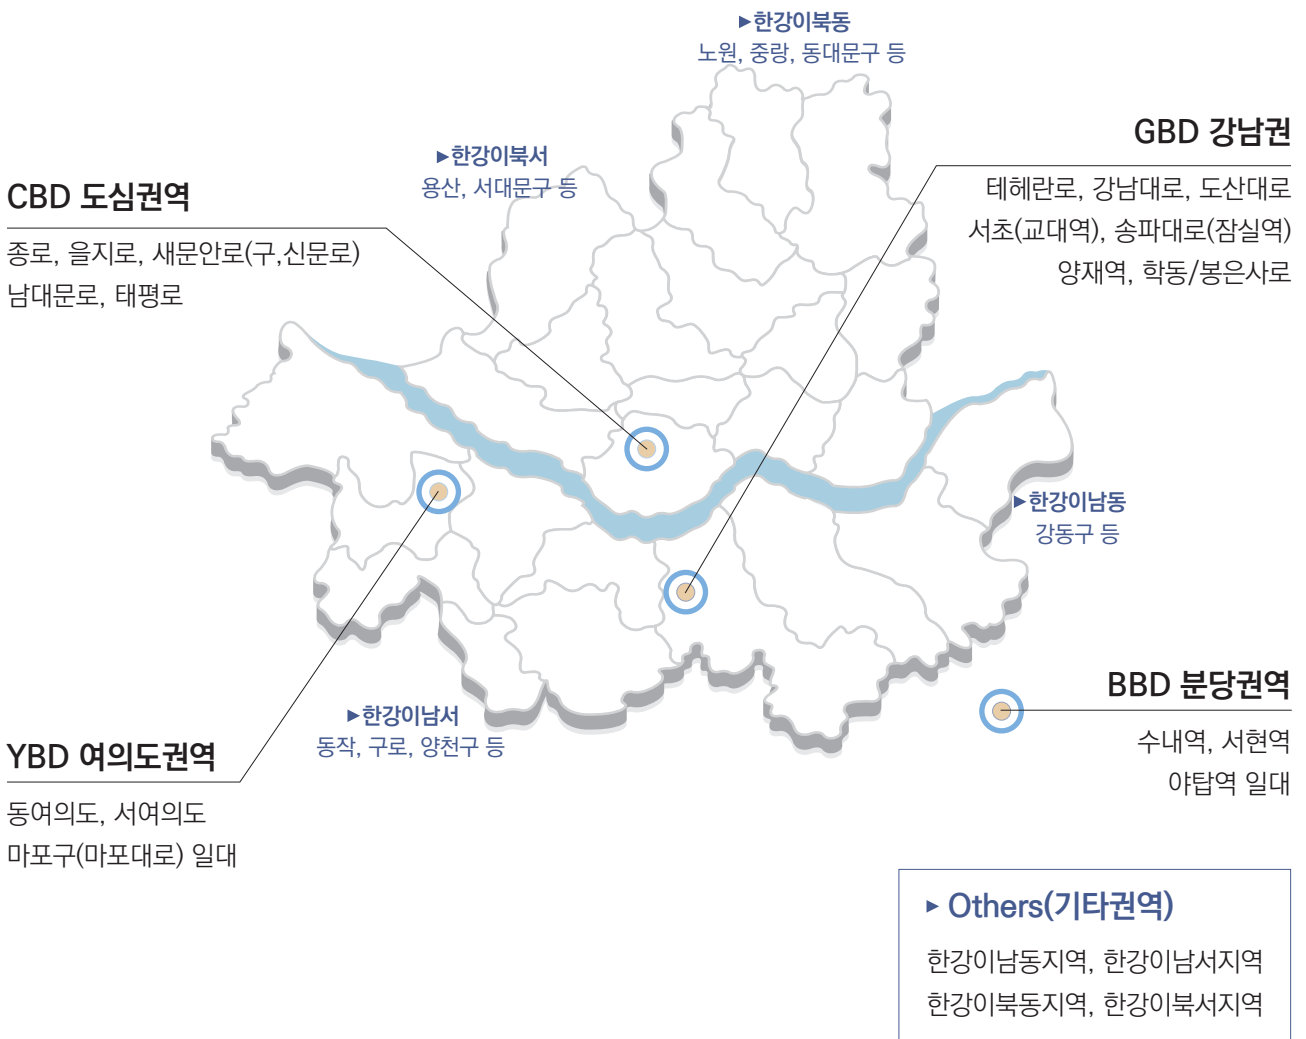 ▶한강이북동
노원, 중랑, 동대문구 등
GBD 강남권
테헤란로, 강남대로, 도산대로
서초(교대역), 송파대로(잠실역)
양재역, 학동/봉은사로
▶한강이북서
용산, 서대문구 등
CBD 도심권역
종로, 을지로, 새문안로(구,신문로)
남대문로, 태평로
▶한강이남동
강동구 등
BBD 분당권역
수내역, 서현역
야탑역 일대
▶한강이남서
동작, 구로, 양천구 등
YBD 여의도권역
동여의도, 서여의도
마포구(마포대로) 일대
▶ Others(기타권역)
한강이남동지역, 한강이남서지역
한강이북동지역, 한강이북서지역